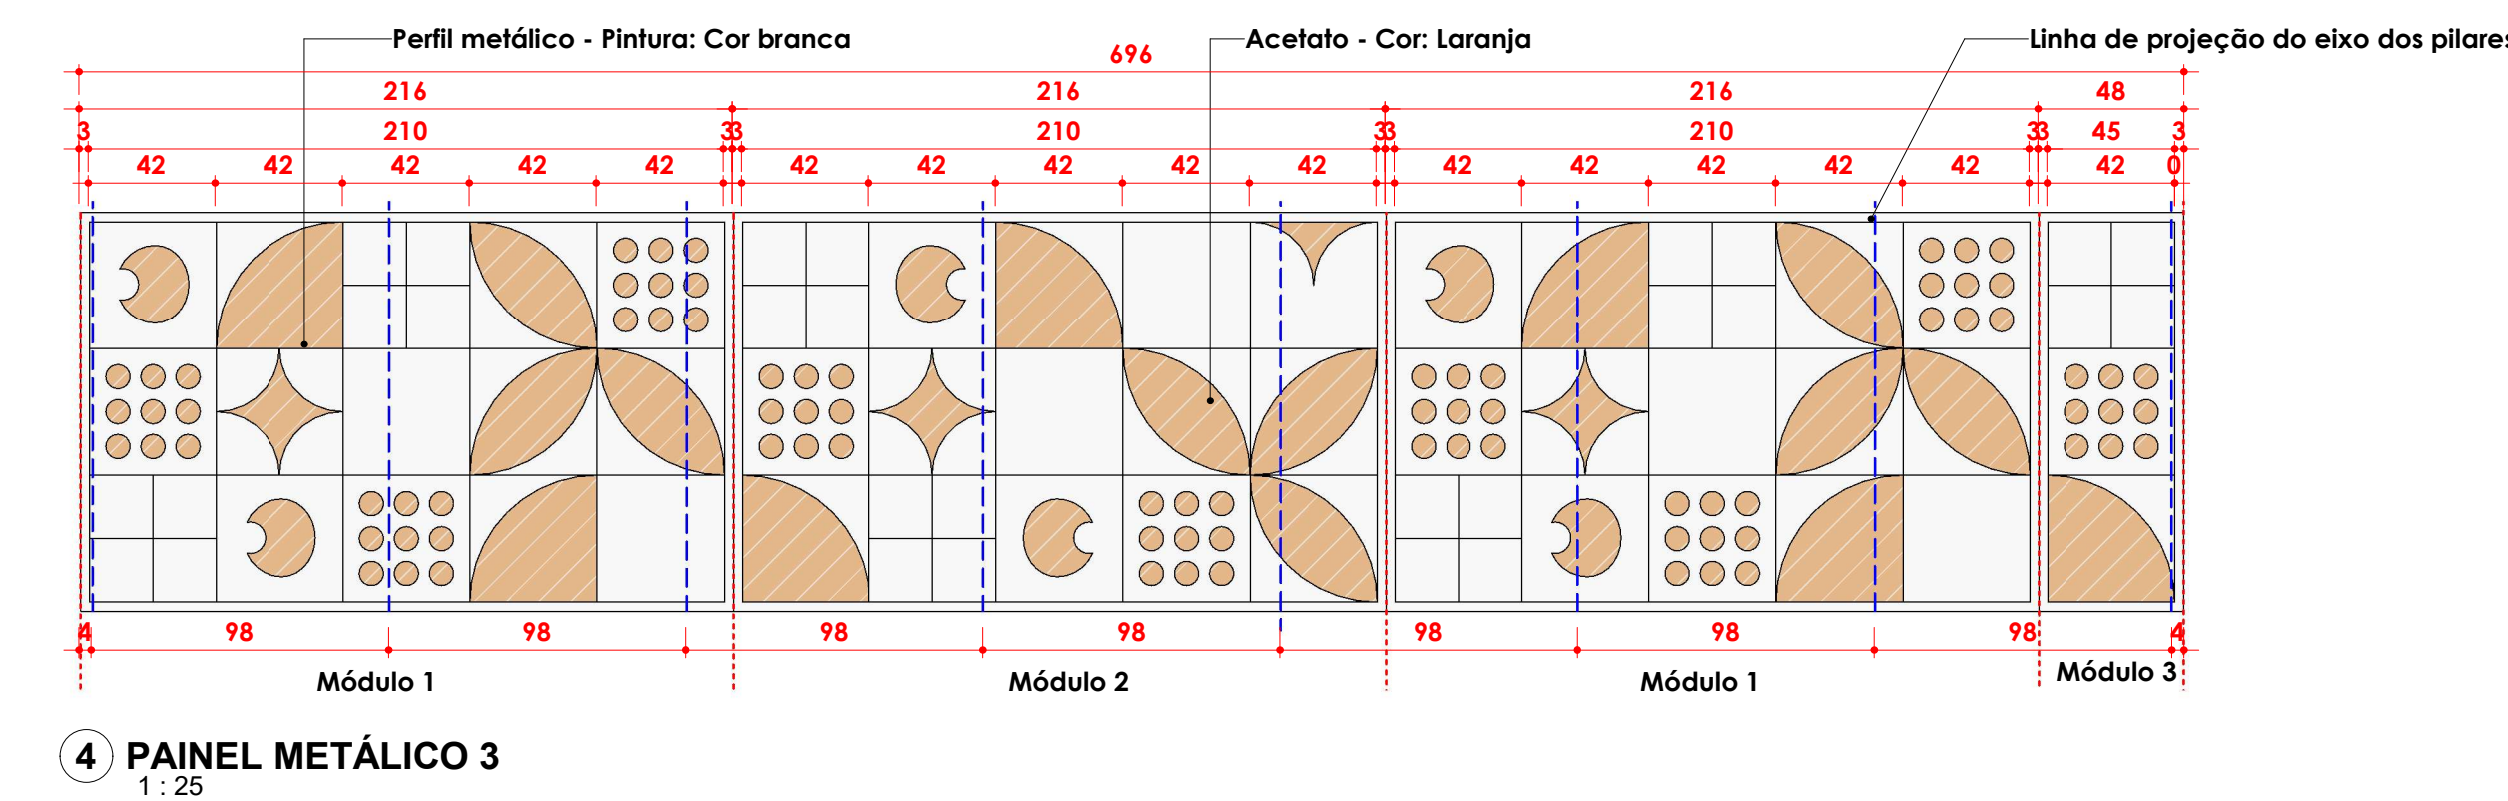 Perfil metálico - Pintura: Cor branca
Acetato - Cor: Laranja
Linha de projeção do eixo dos pilares
696
216 216 216 48
3 210 3 3 210 3 3 210 3 3 45 3
42 42 42 42 42 42 42 42 42 42 42 42 42 42 42 42 0
4 98 98 98 98 98 98 98 4
Módulo 1 Módulo 2 Módulo 1 Módulo 3
4 PAINEL METÁLICO 3
1 : 25